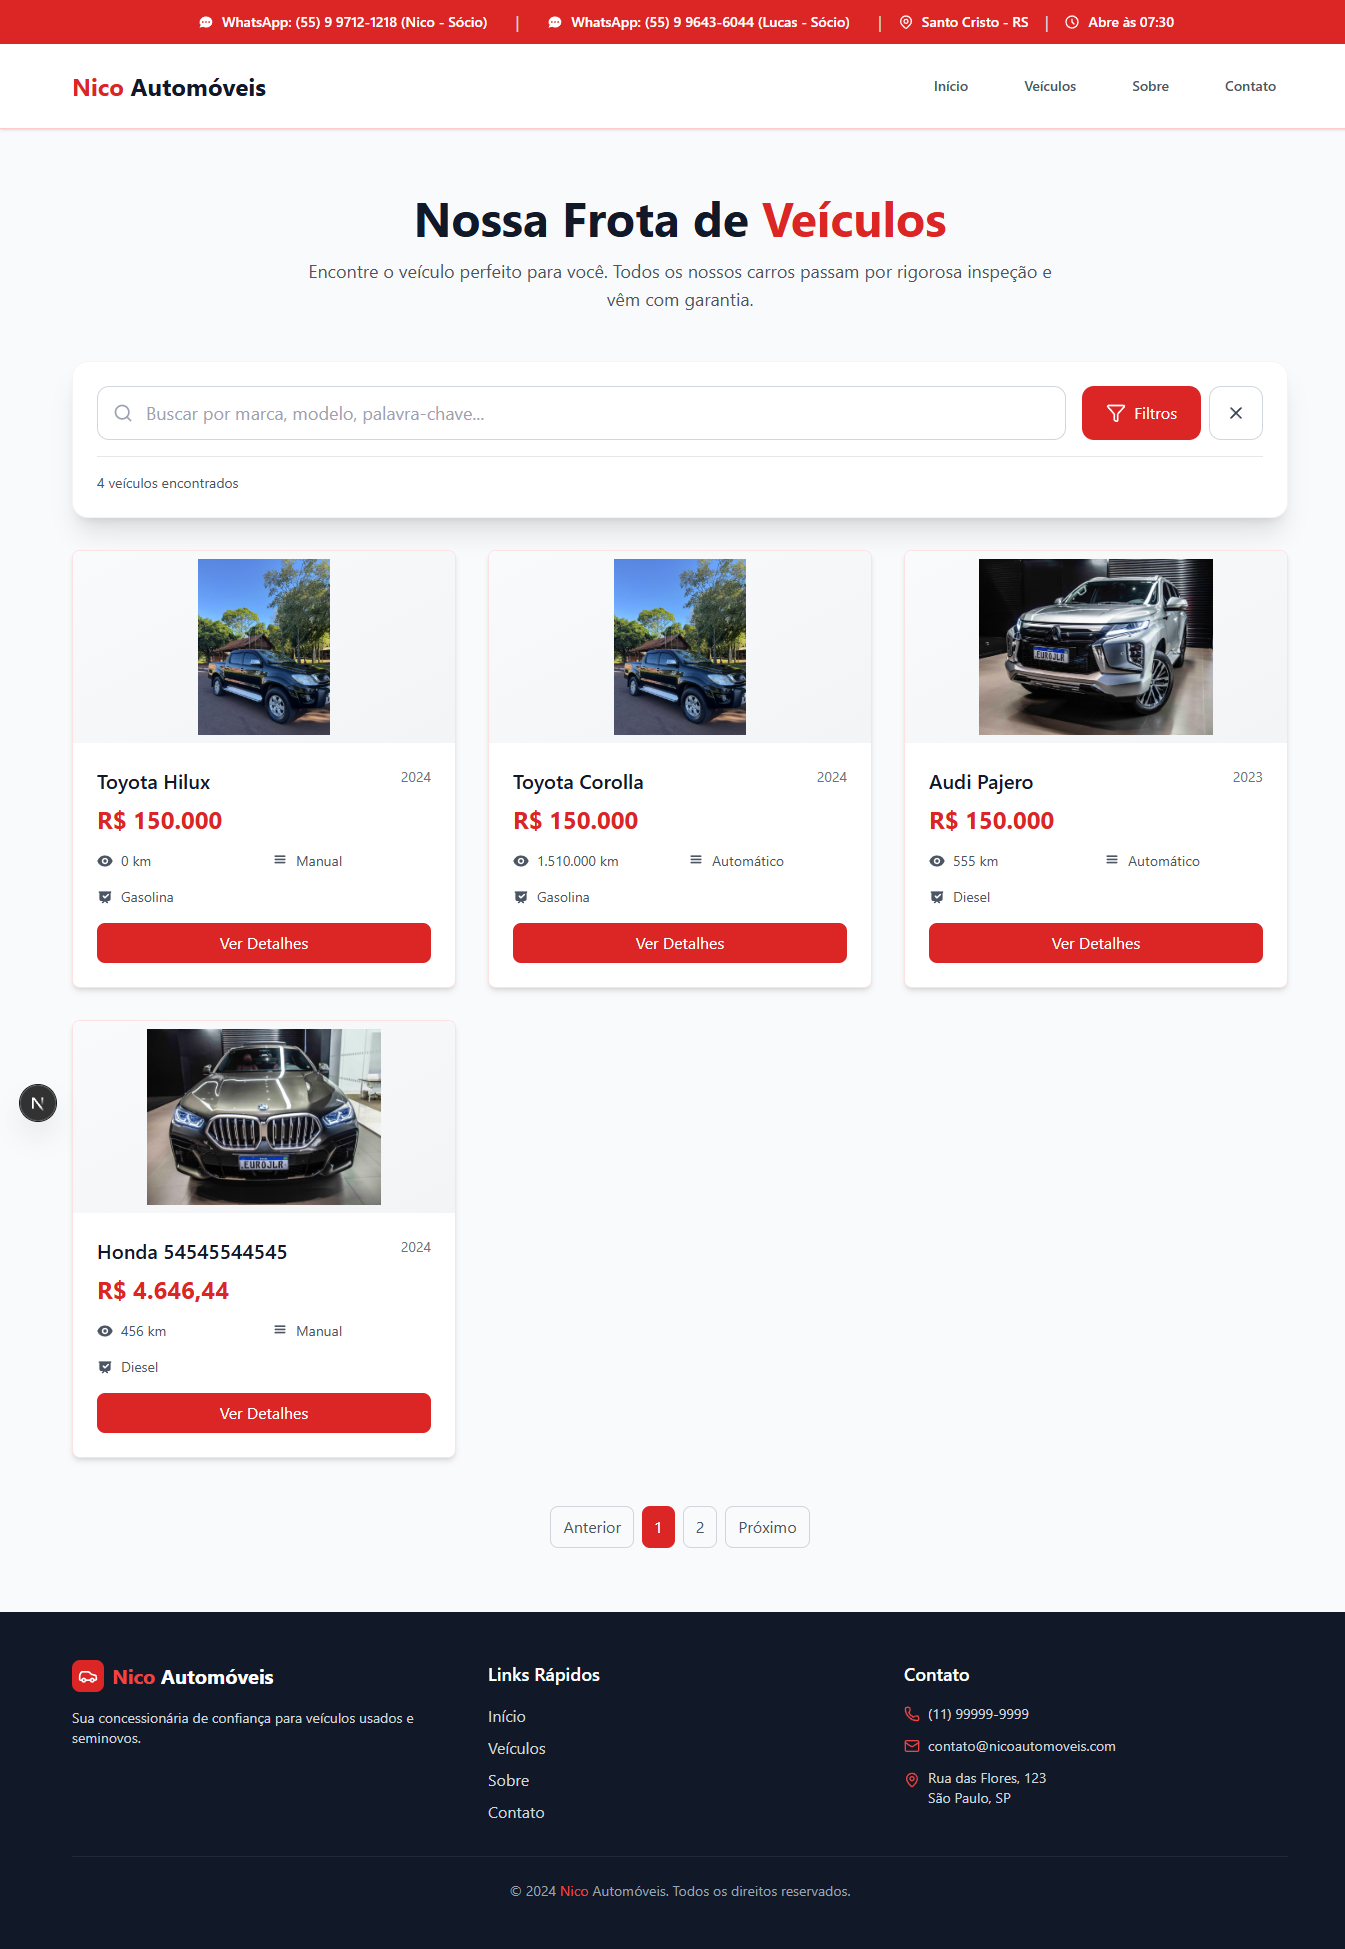 WhatsApp: (55) 9 9712-1218 (Nico - Sócio) | WhatsApp: (55) 9 9643-6044 (Lucas - Sócio) | Santo Cristo - RS | Abre às 07:30
Nico Automóveis
Início Veículos Sobre Contato
Nossa Frota de Veículos
Encontre o veículo perfeito para você. Todos os nossos carros passam por rigorosa inspeção e
vêm com garantia.
Buscar por marca, modelo, palavra-chave...
Filtros
4 veículos encontrados
Toyota Hilux 2024
R$ 150.000
0 km Manual
Gasolina
Ver Detalhes
Toyota Corolla 2024
R$ 150.000
1.510.000 km Automático
Gasolina
Ver Detalhes
EUROJLR
Audi Pajero 2023
R$ 150.000
555 km Automático
Diesel
Ver Detalhes
EUROJLR
Honda 54545544545 2024
R$ 4.646,44
456 km Manual
Diesel
Ver Detalhes
N
Anterior 1 2 Próximo
Nico Automóveis
Sua concessionária de confiança para veículos usados e
seminovos.
Links Rápidos
Início
Veículos
Sobre
Contato
Contato
(11) 99999-9999
contato@nicoautomoveis.com
Rua das Flores, 123
São Paulo, SP
© 2024 Nico Automóveis. Todos os direitos reservados.